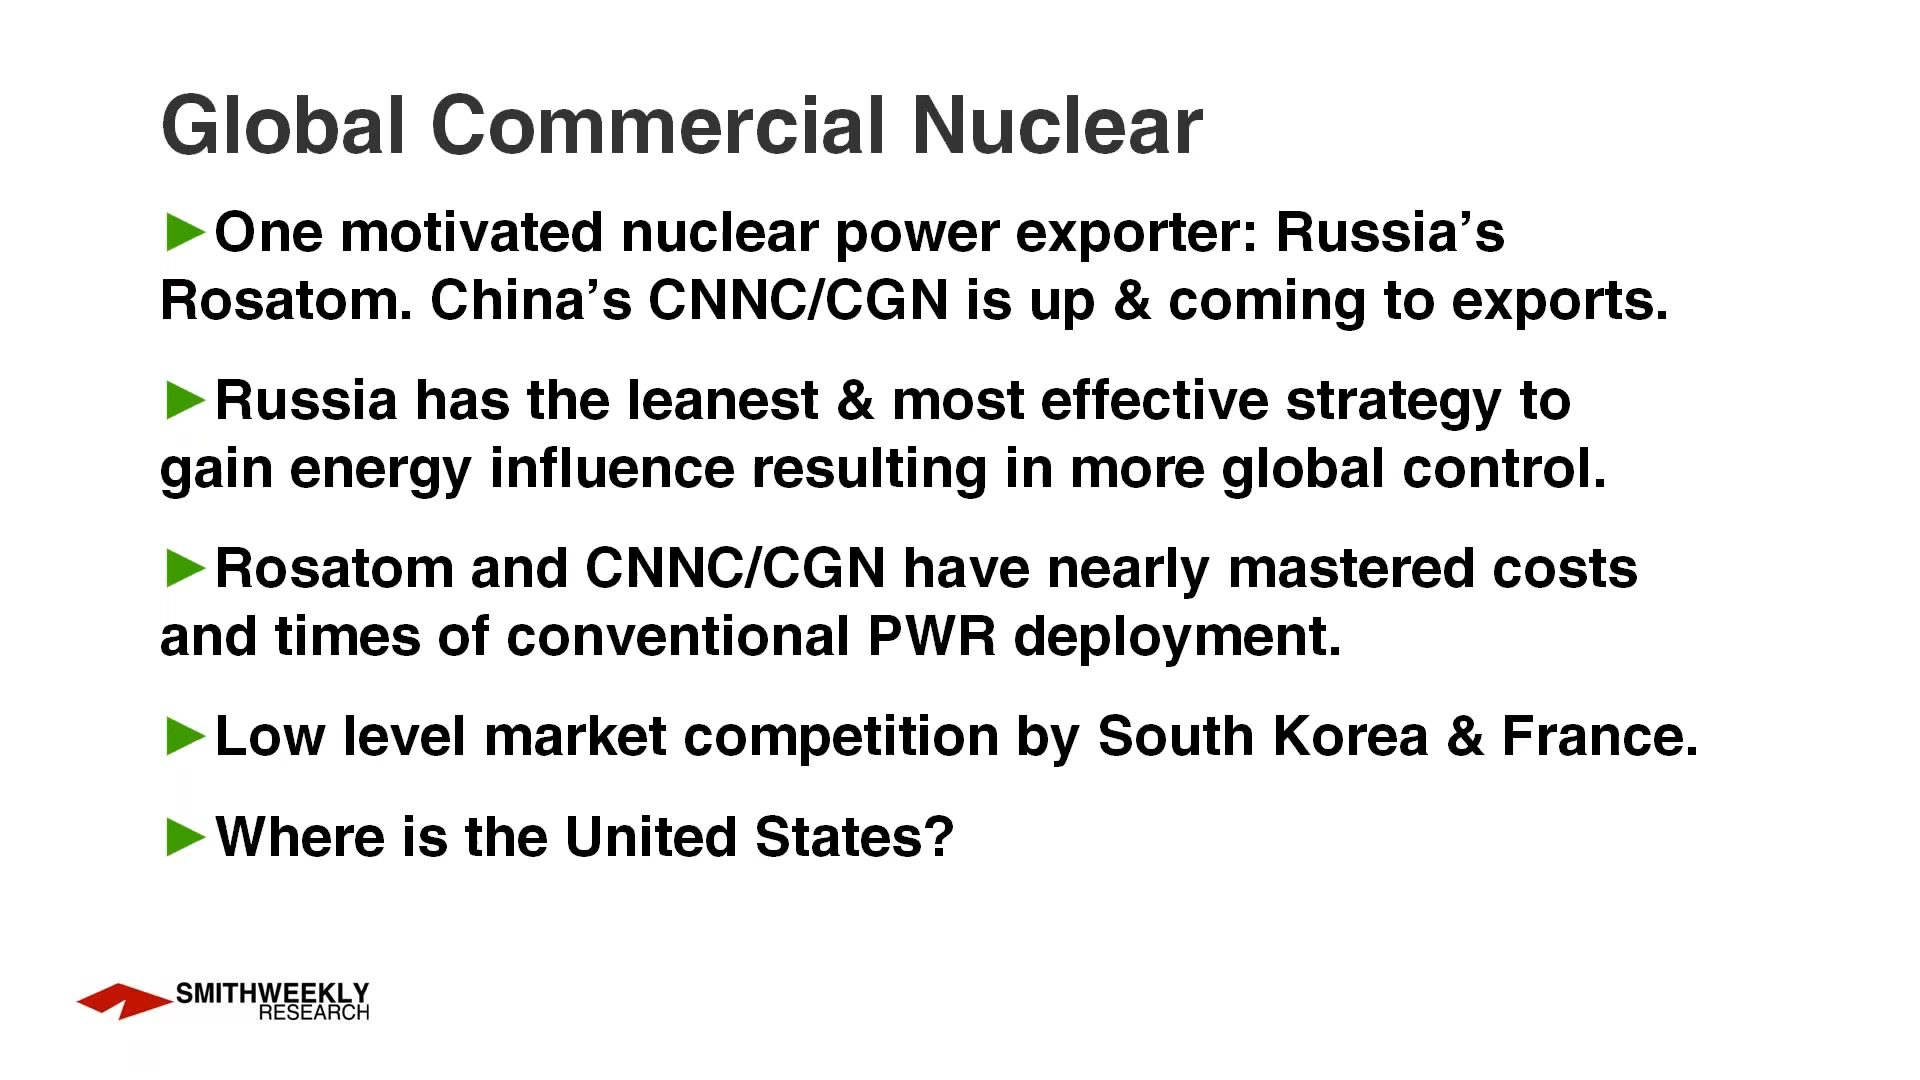 Global Commercial Nuclear
►One motivated nuclear power exporter: Russia’s
Rosatom. China’s CNNC/CGN is up & coming to exports.
►Russia has the leanest & most effective strategy to
gain energy influence resulting in more global control.
►Rosatom and CNNC/CGN have nearly mastered costs
and times of conventional PWR deployment.
►Low level market competition by South Korea & France.
►Where is the United States?
SMITHWEEKLY
RESEARCH